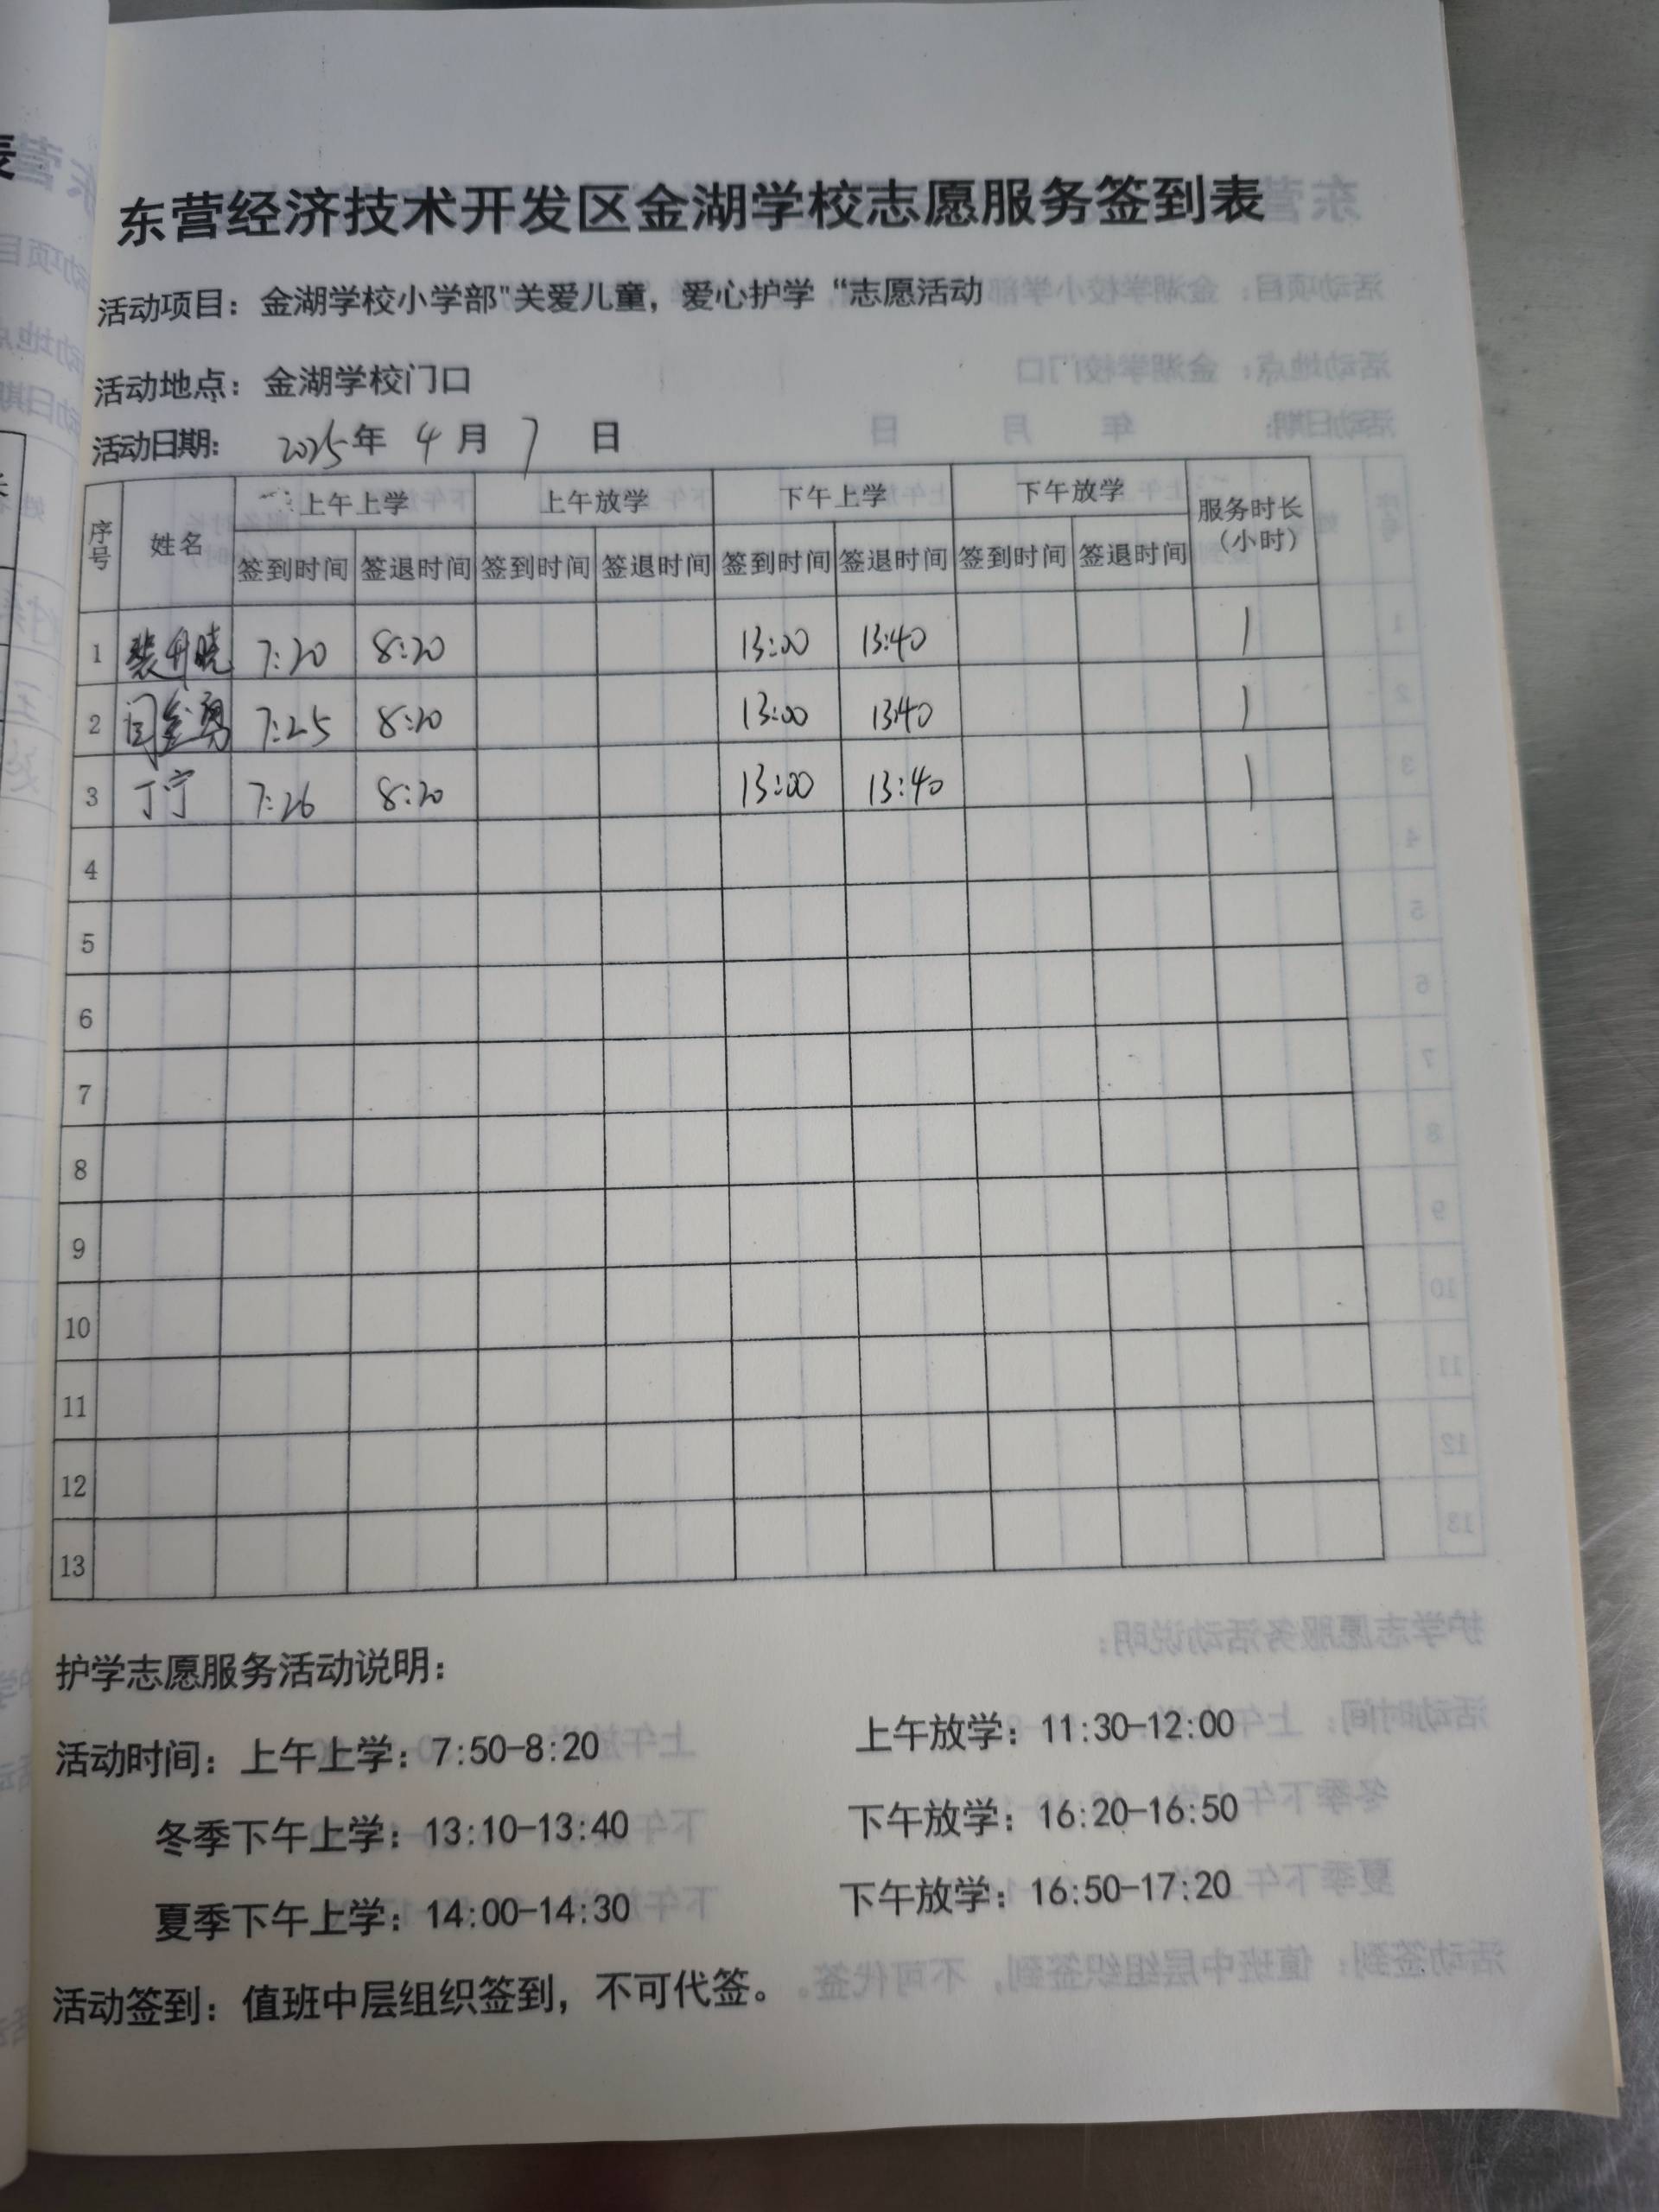 东营经济技术开发区金湖学校志愿服务签到表
活动项目：金湖学校小学部"关爱儿童，爱心护学“志愿活动
活动地点：金湖学校门口
活动日期： 2025年 4月 7 日
序号 姓名 上午上学 上午放学 下午上学 下午放学 服务时长（小时）
签到时间 签退时间 签到时间 签退时间 签到时间 签退时间 签到时间 签退时间
1 7:20 8:20 13:00 13:40 1
2 闫金勇 7:25 8:20 13:00 13:40 1
3 丁宁 7:26 8:20 13:00 13:40 1
4
5
6
7
8
9
10
11
12
13
护学志愿服务活动说明：
活动时间：上午上学：7:50-8:20 上午放学：11:30-12:00
冬季下午上学：13:10-13:40 下午放学：16:20-16:50
夏季下午上学：14:00-14:30 下午放学：16:50-17:20
活动签到：值班中层组织签到，不可代签。